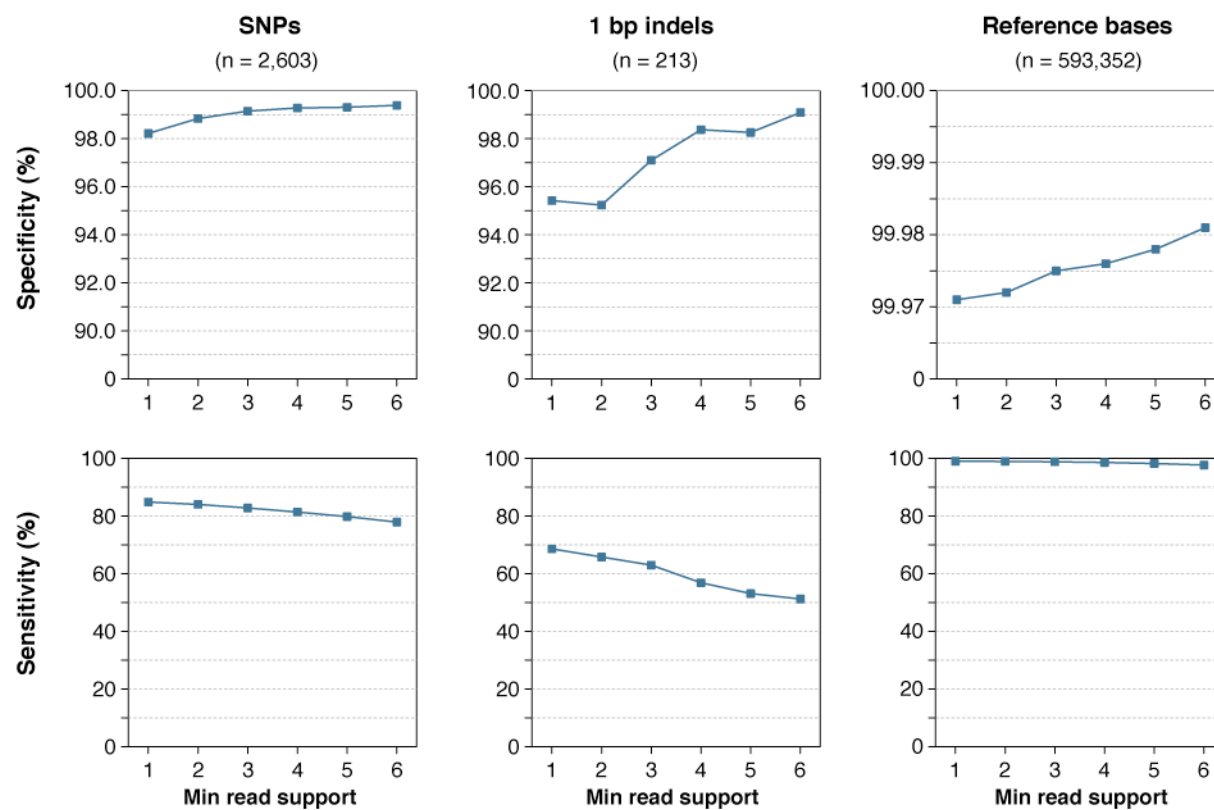 SNPs
(n = 2,603)
1 bp indels
(n = 213)
Reference bases
(n = 593,352)
Specificity (%)
100.0
98.0
96.0
94.0
92.0
90.0
0
1 2 3 4 5 6
100.0
98.0
96.0
94.0
92.0
90.0
0
1 2 3 4 5 6
100.00
99.99
99.98
99.97
0
1 2 3 4 5 6
Sensitivity (%)
100
80
60
40
20
0
1 2 3 4 5 6
Min read support
100
80
60
40
20
0
1 2 3 4 5 6
Min read support
100
80
60
40
20
0
1 2 3 4 5 6
Min read support